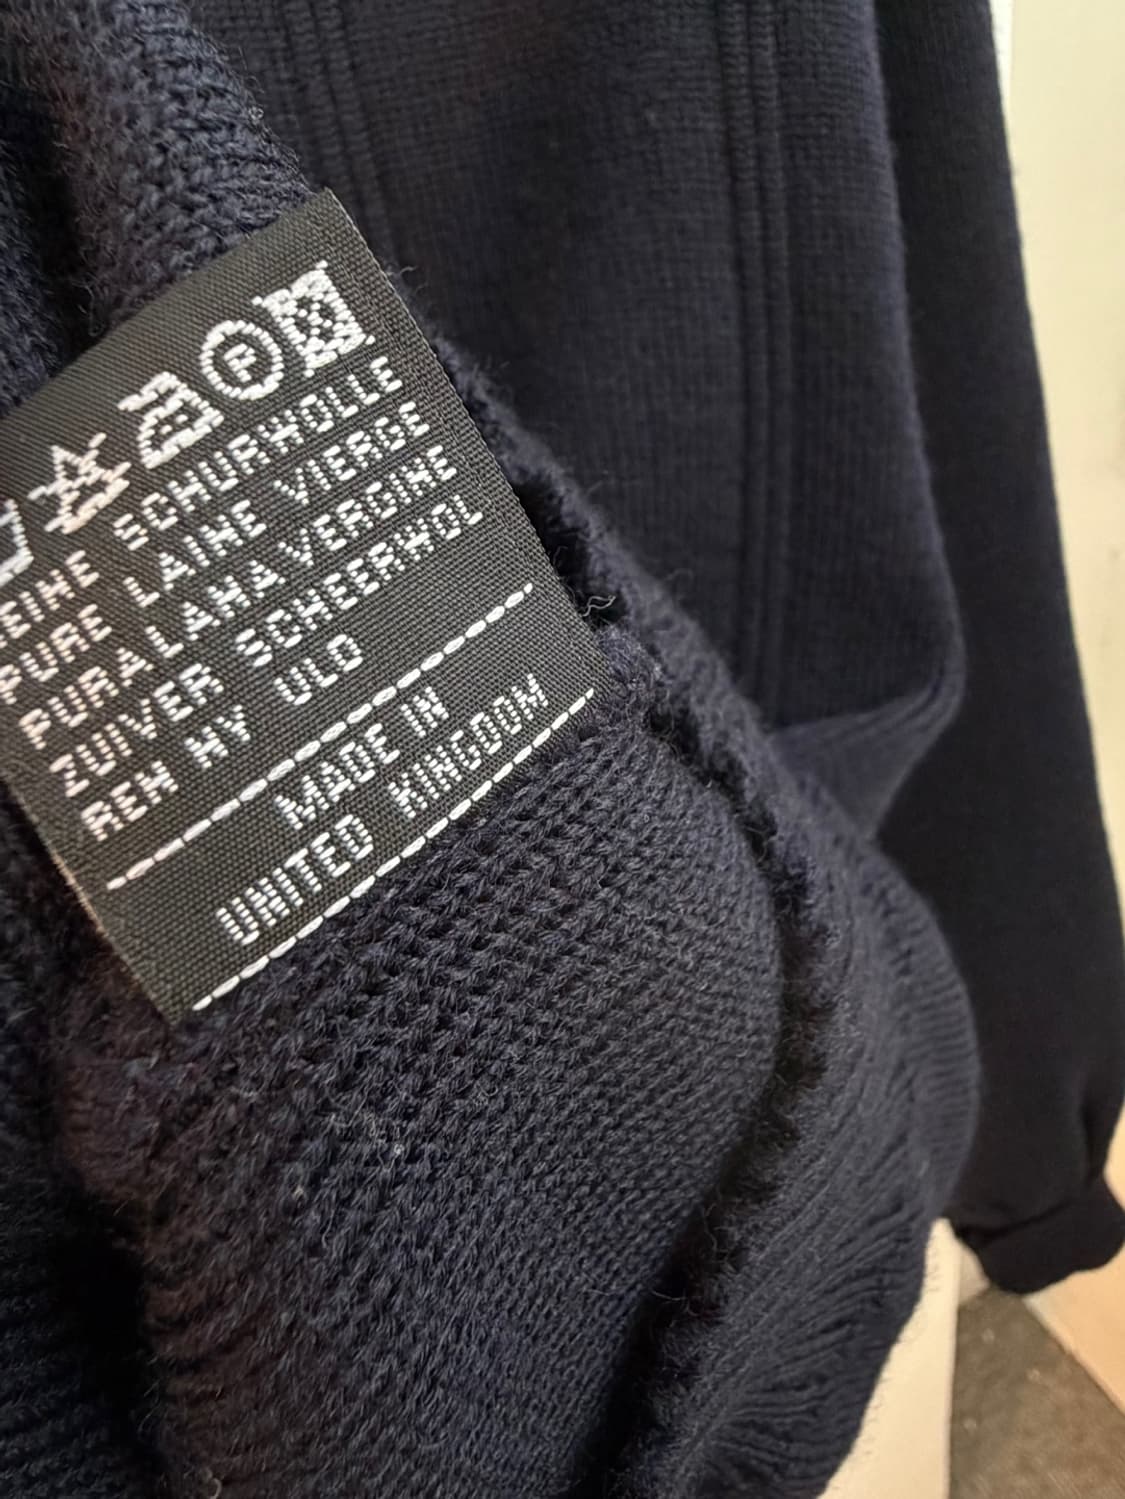 P
REINE SCHURWOLLE
PURE LAINE VIERGE
PURA LANA VERGINE
ZUIVER SCHEERWOL
REN NY ULD
MADE IN
UNITED KINGDOM